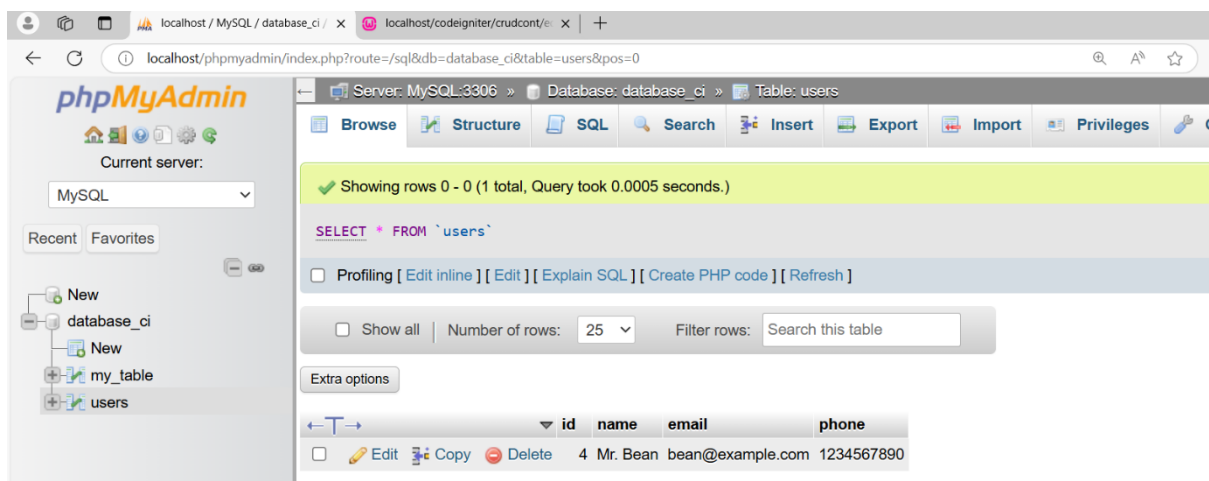 localhost / MySQL / database_ci /
localhost/codeigniter/crudcont/e
localhost/phpmyadmin/index.php?route=/sql&db=database_ci&table=users&pos=0
phpMyAdmin
Current server:
MySQL
Recent Favorites
New
database_ci
New
my_table
users
Server: MySQL:3306 » Database: database_ci » Table: users
Browse Structure SQL Search Insert Export Import Privileges
Showing rows 0 - 0 (1 total, Query took 0.0005 seconds.)
SELECT * FROM `users`
Profiling [ Edit inline ] [ Edit ] [ Explain SQL ] [ Create PHP code ] [ Refresh ]
Show all Number of rows: 25 Filter rows: Search this table
Extra options
id name email phone
Edit Copy Delete 4 Mr. Bean bean@example.com 1234567890